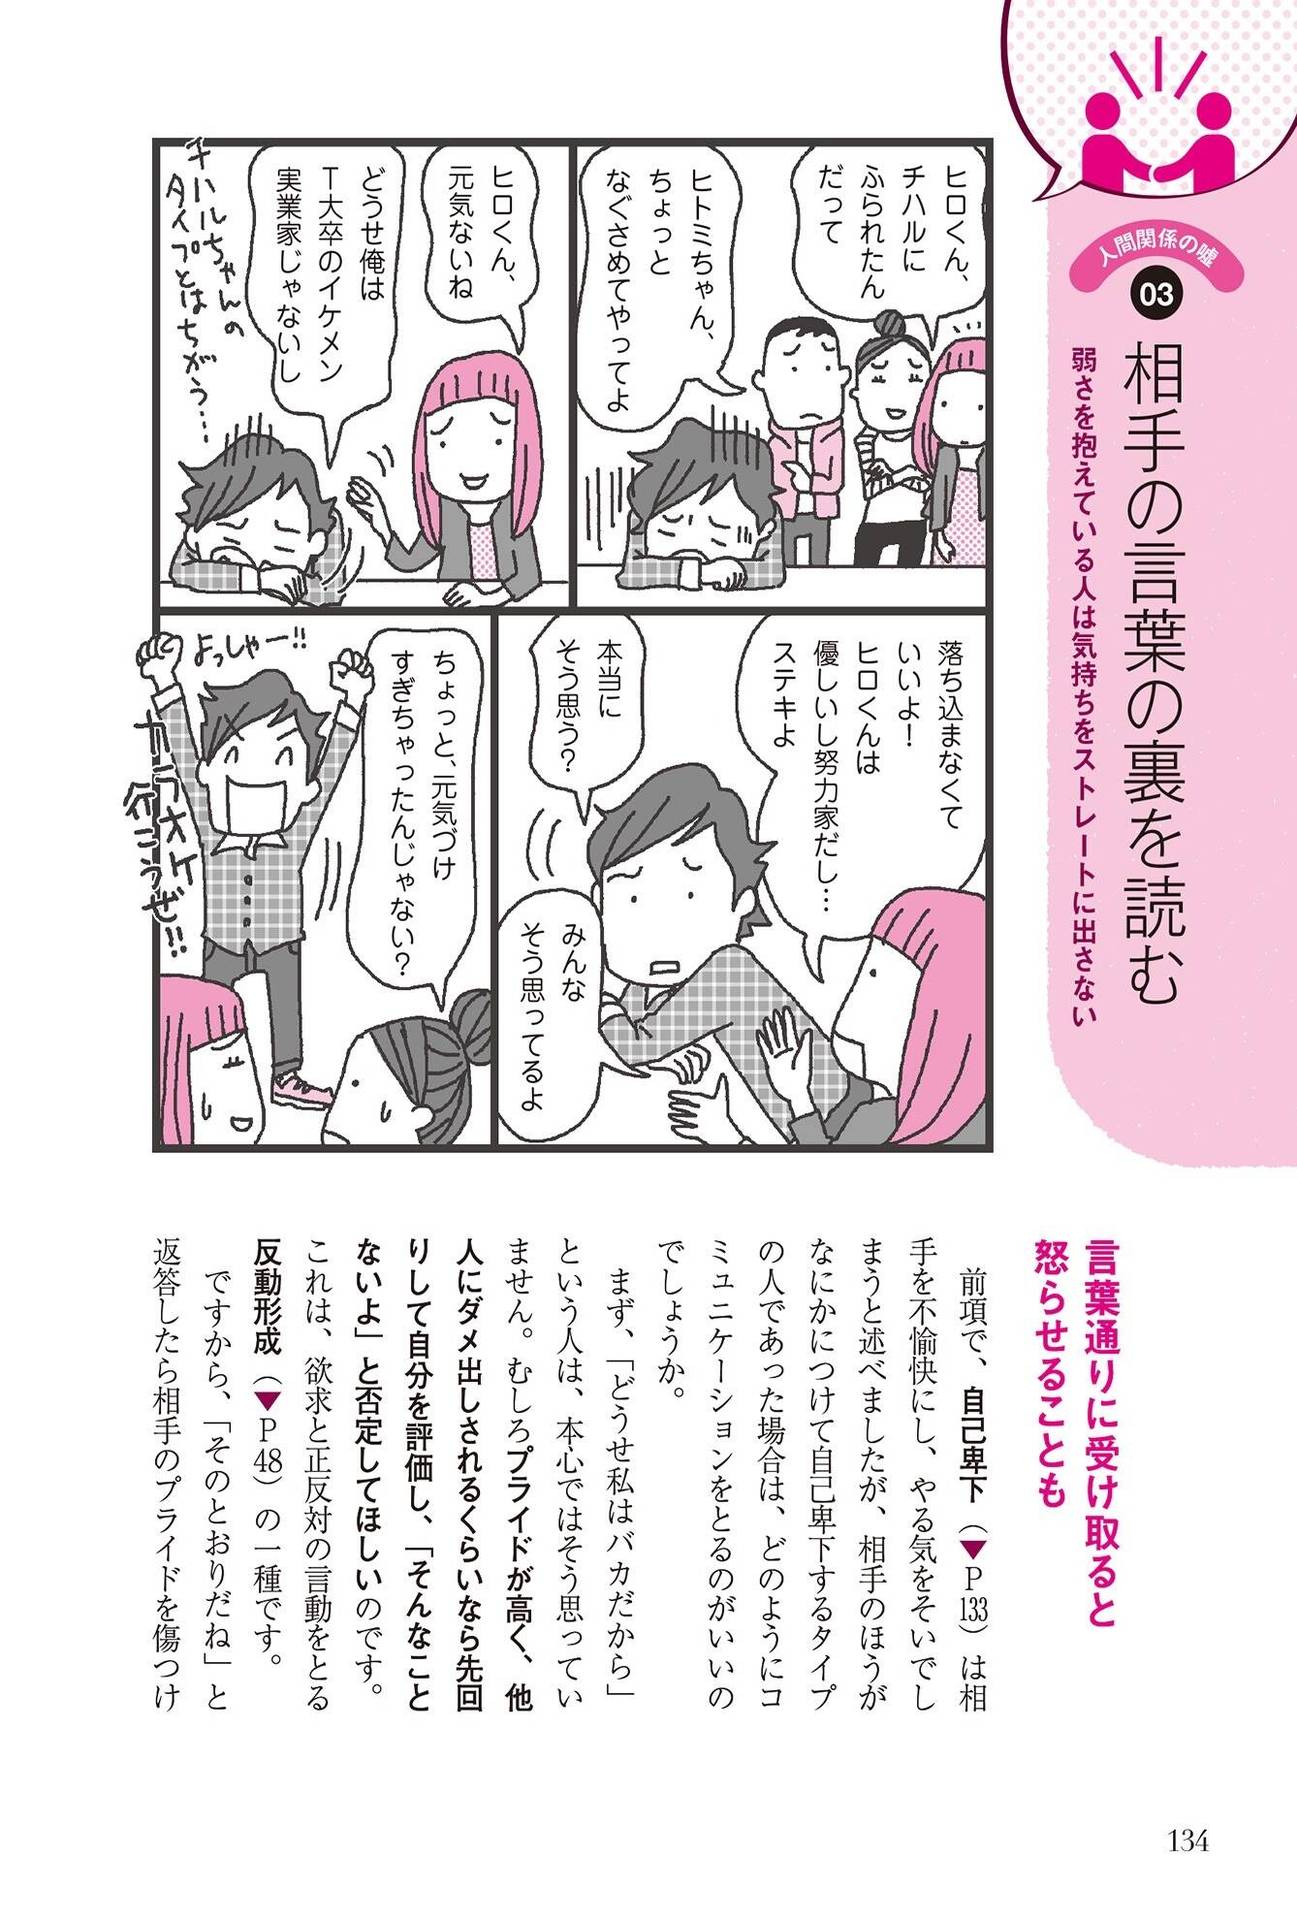 人間関係の嘘
03
相手の言葉の裏を読む
弱さを抱えている人は気持ちをストレートに出さない
ヒロくん、
チハルに
ふられたん
だって
ヒトミちゃん、
ちょっと
なぐさめてやってよ
ヒロくん、
元気ないね
どうせ俺は
T大卒のイケメン
実業家じゃないし
チハルちゃんの
タイプとはちがう…
落ち込まなくて
いいよ!
ヒロくんは
優しいし努力家だし…
ステキよ
本当に
そう思う?
みんな
そう思ってるよ
ちょっと、元気づけ
すぎちゃったんじゃない?
よっしゃー!!
カラオケ
行こうぜ!!
言葉通りに受け取ると
怒らせることも
前項で、自己卑下(▼P133)は相
手を不愉快にし、やる気をそいでし
まうと述べましたが、相手のほうが
なにかにつけて自己卑下するタイプ
の人であった場合は、どのようにコ
ミュニケーションをとるのがいいの
でしょうか。
まず、「どうせ私はバカだから」
という人は、本心ではそう思ってい
ません。むしろプライドが高く、他
人にダメ出しされるくらいなら先回
りして自分を評価し、「そんなこと
ないよ」と否定してほしいのです。
これは、欲求と正反対の言動をとる
反動形成(▼P48)の一種です。
ですから、「そのとおりだね」と
返答したら相手のプライドを傷つけ
134